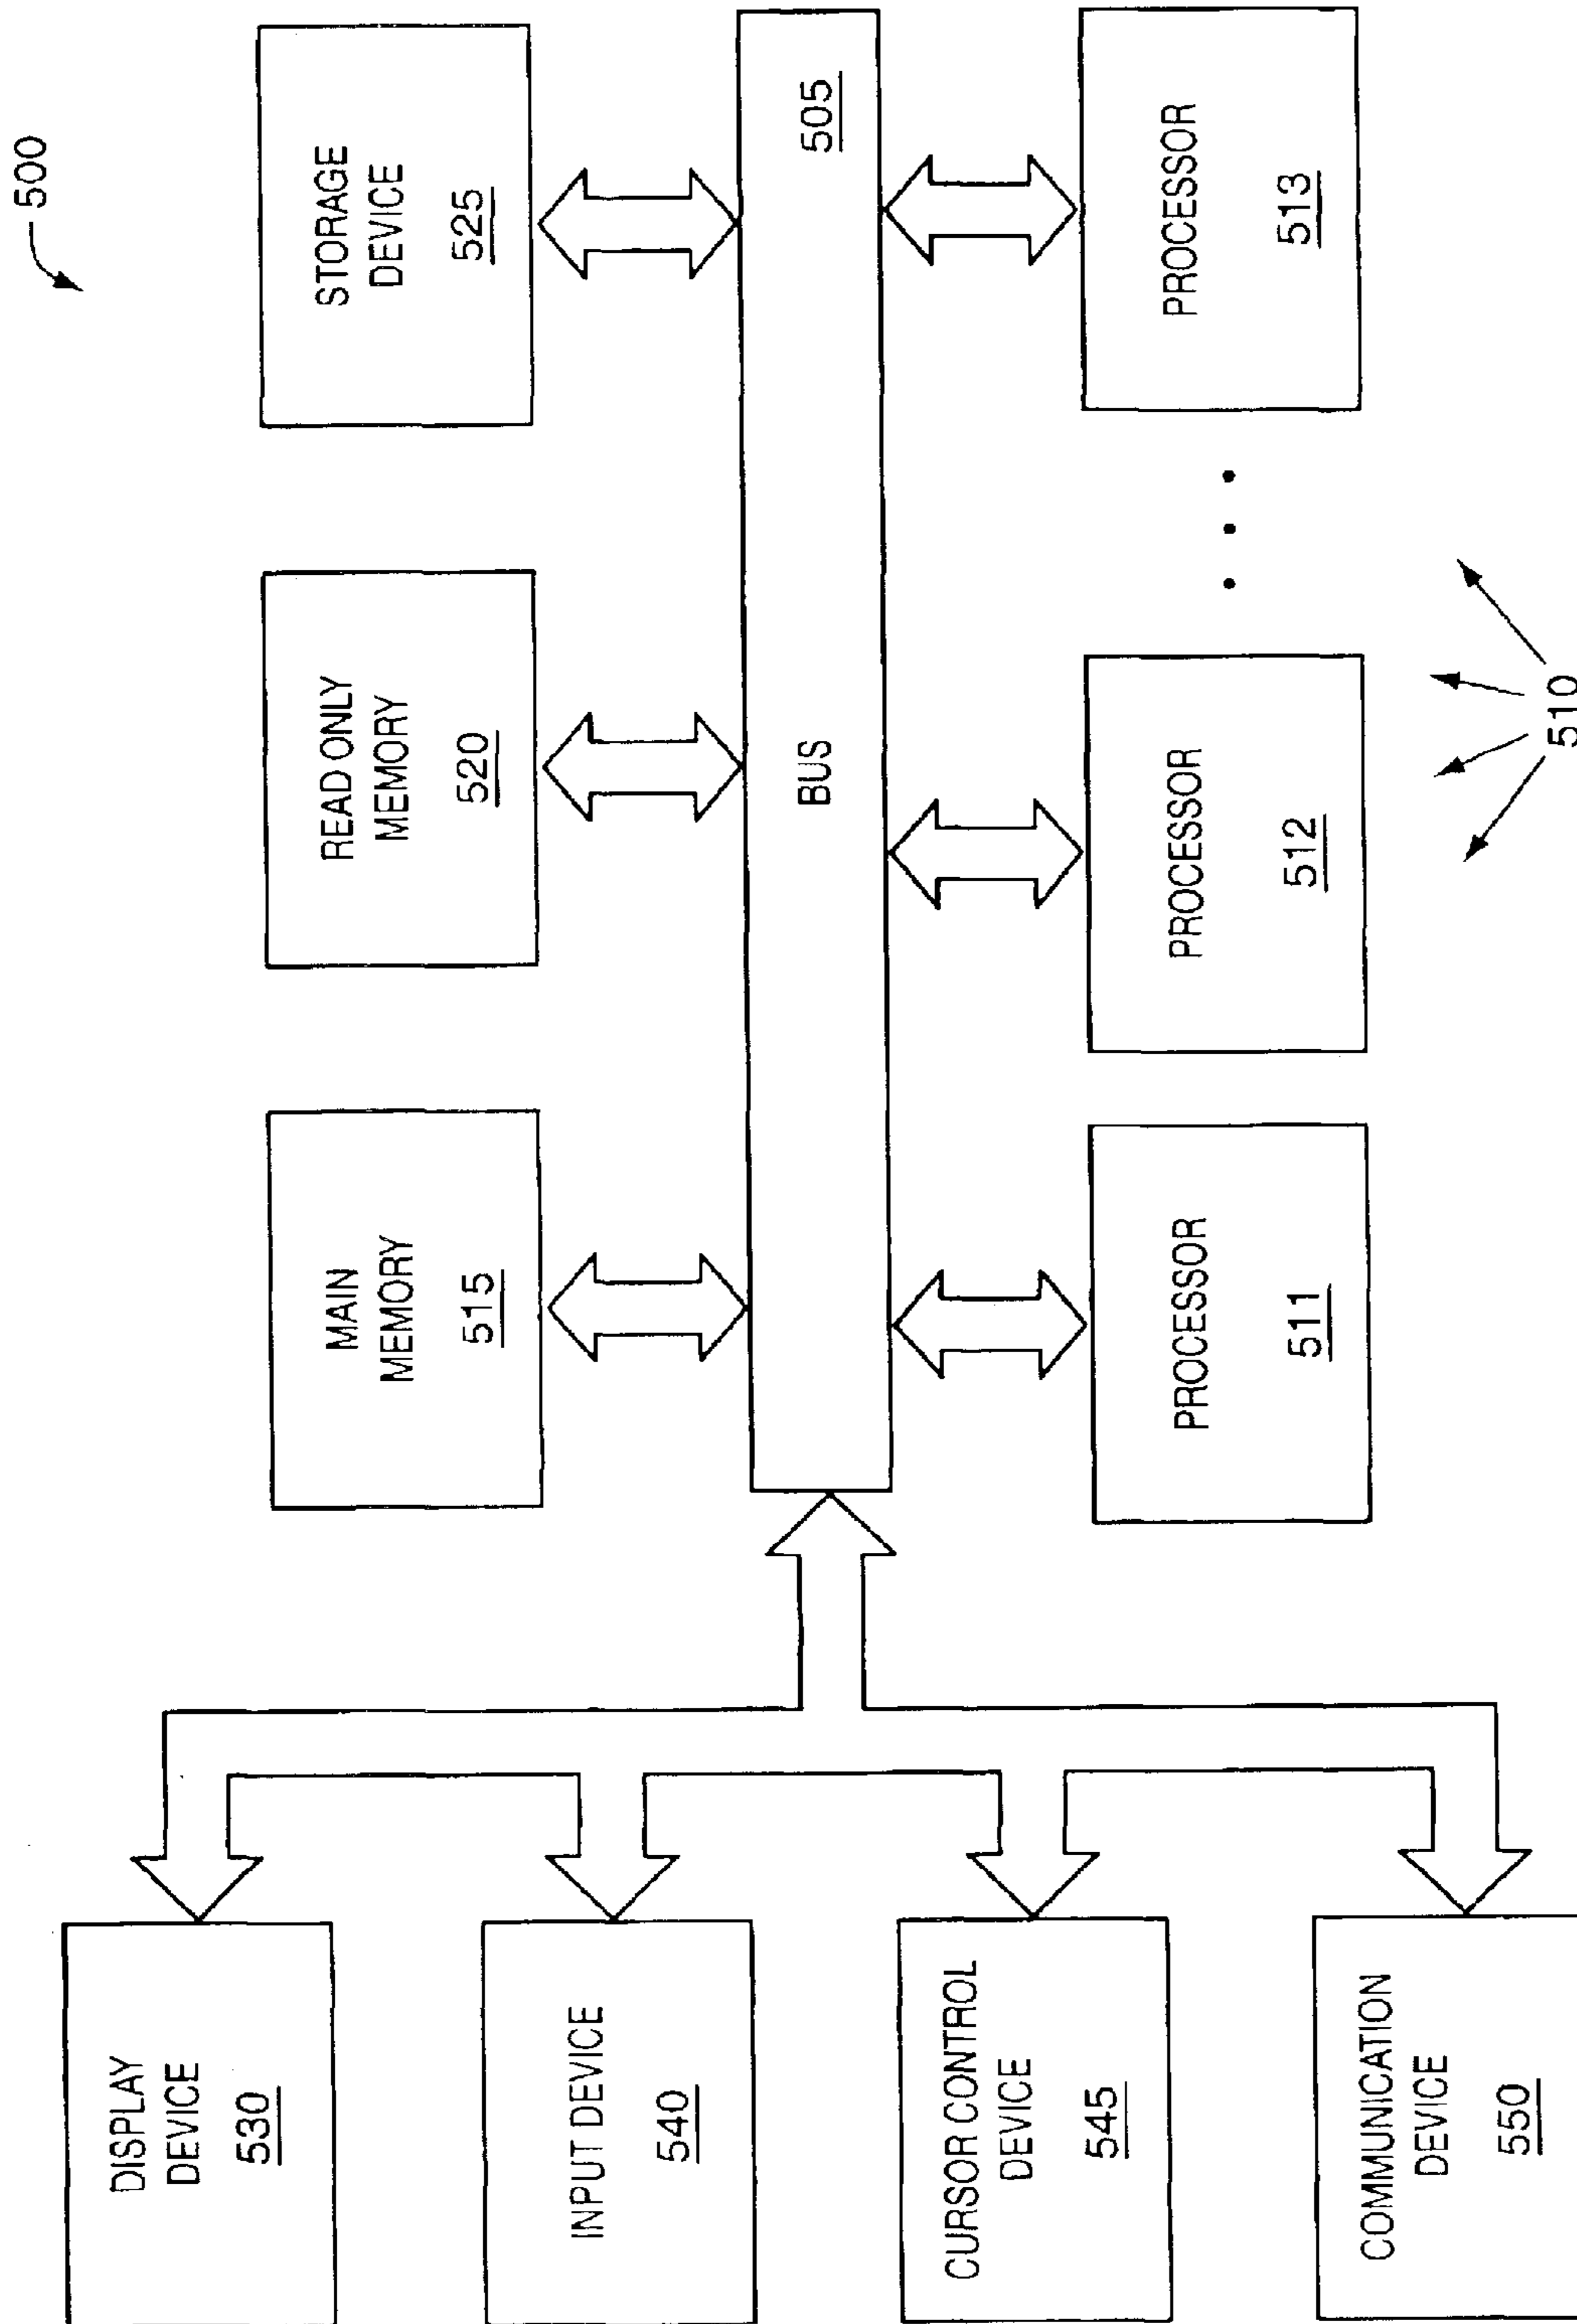 500
MAIN
MEMORY
515
READ ONLY
MEMORY
520
STORAGE
DEVICE
525
BUS
505
PROCESSOR
511
PROCESSOR
512
PROCESSOR
513
510
DISPLAY
DEVICE
530
INPUT DEVICE
540
CURSOR CONTROL
DEVICE
545
COMMUNICATION
DEVICE
550